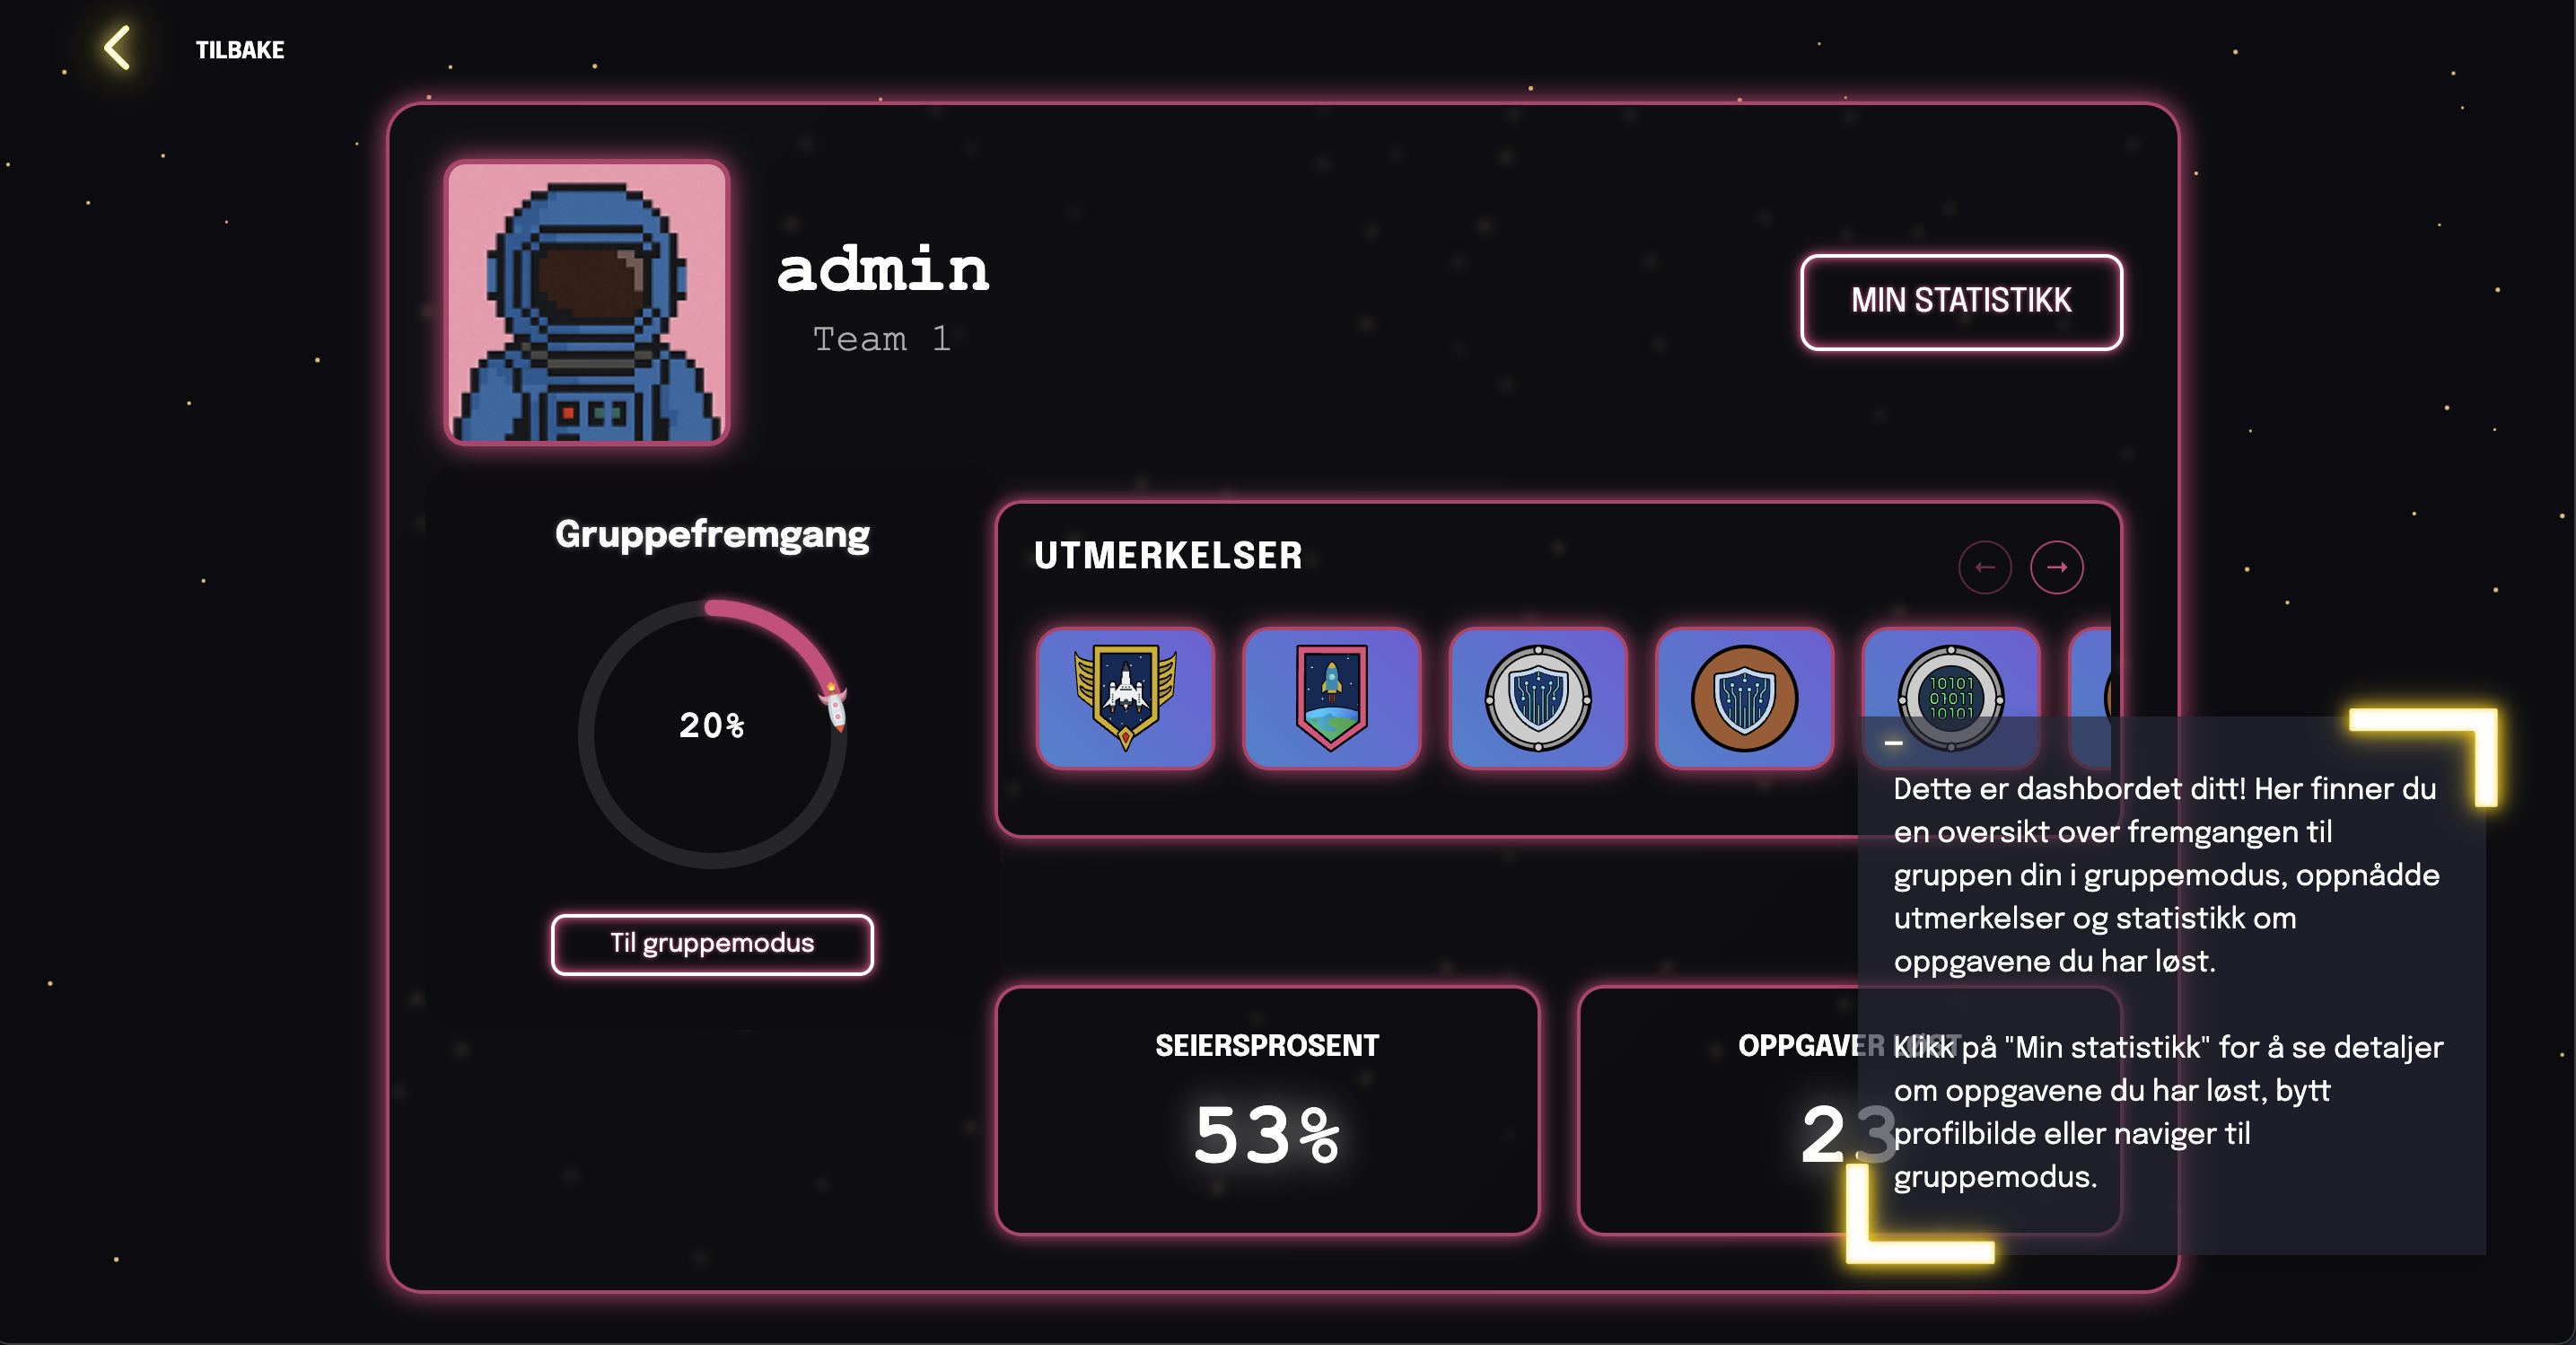 TILBAKE
admin
Team 1
MIN STATISTIKK
Gruppefremgang
20%
Til gruppemodus
UTMERKELSER
10101
01011
10101
Dette er dashbordet ditt! Her finner du
en oversikt over fremgangen til
gruppen din i gruppemodus, oppnådde
utmerkelser og statistikk om
oppgavene du har løst.
Klikk på "Min statistikk" for å se detaljer
om oppgavene du har løst, bytt
profilbilde eller naviger til
gruppemodus.
SEIERSPROSENT
53%
OPPGAVER LØST
23